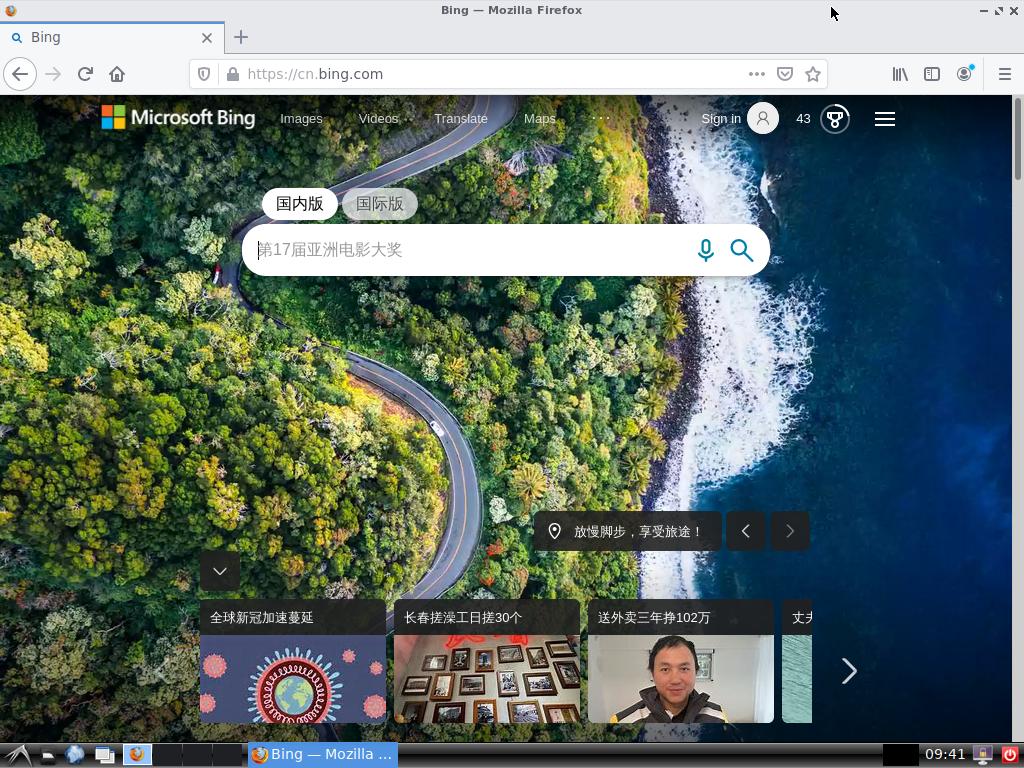 Bing — Mozilla Firefox
Bing
https://cn.bing.com
Microsoft Bing
Images
Videos
Translate
Maps
Sign in
43
国内版
国际版
第17届亚洲电影大奖
放慢脚步，享受旅途！
全球新冠加速蔓延
长春搓澡工日搓30个
送外卖三年挣102万
Bing — Mozilla ...
09:41